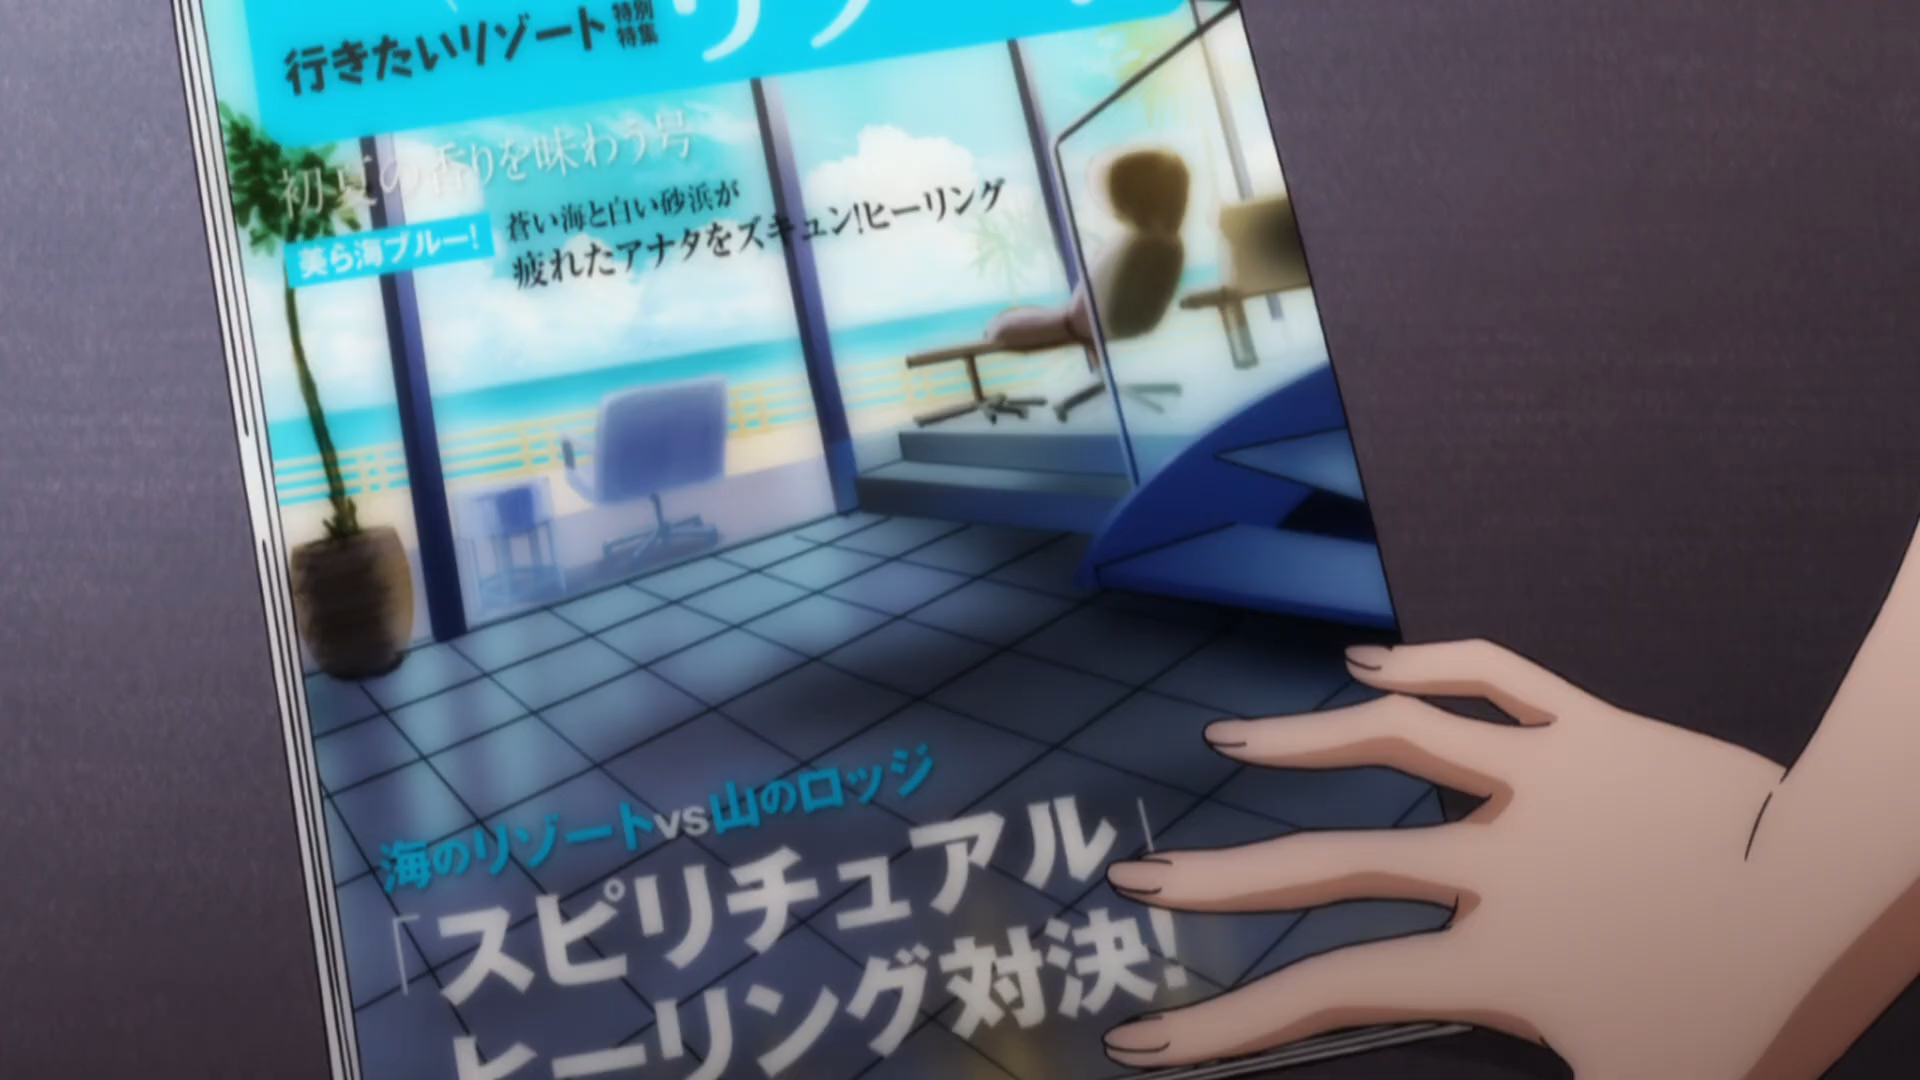 行きたいリゾート特別特集
初夏の香りを味わう号
美ら海ブルー!
蒼い海と白い砂浜が
疲れたアナタをズキュン!ヒーリング
海のリゾートvs山のロッジ
「スピリチュアル」
ヒーリング対決!